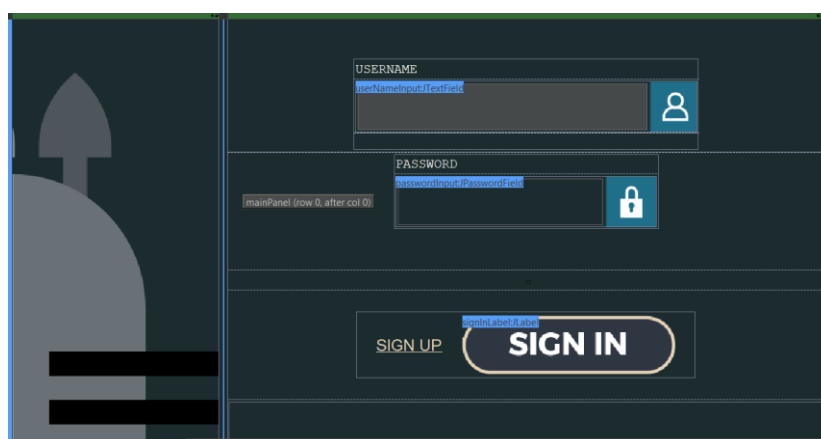 USERNAME
userNameInput:JTextField
PASSWORD
passwordInput:JPasswordField
mainPanel (row 0, after col 0)
signInLabel:JLabel
SIGN UP
SIGN IN